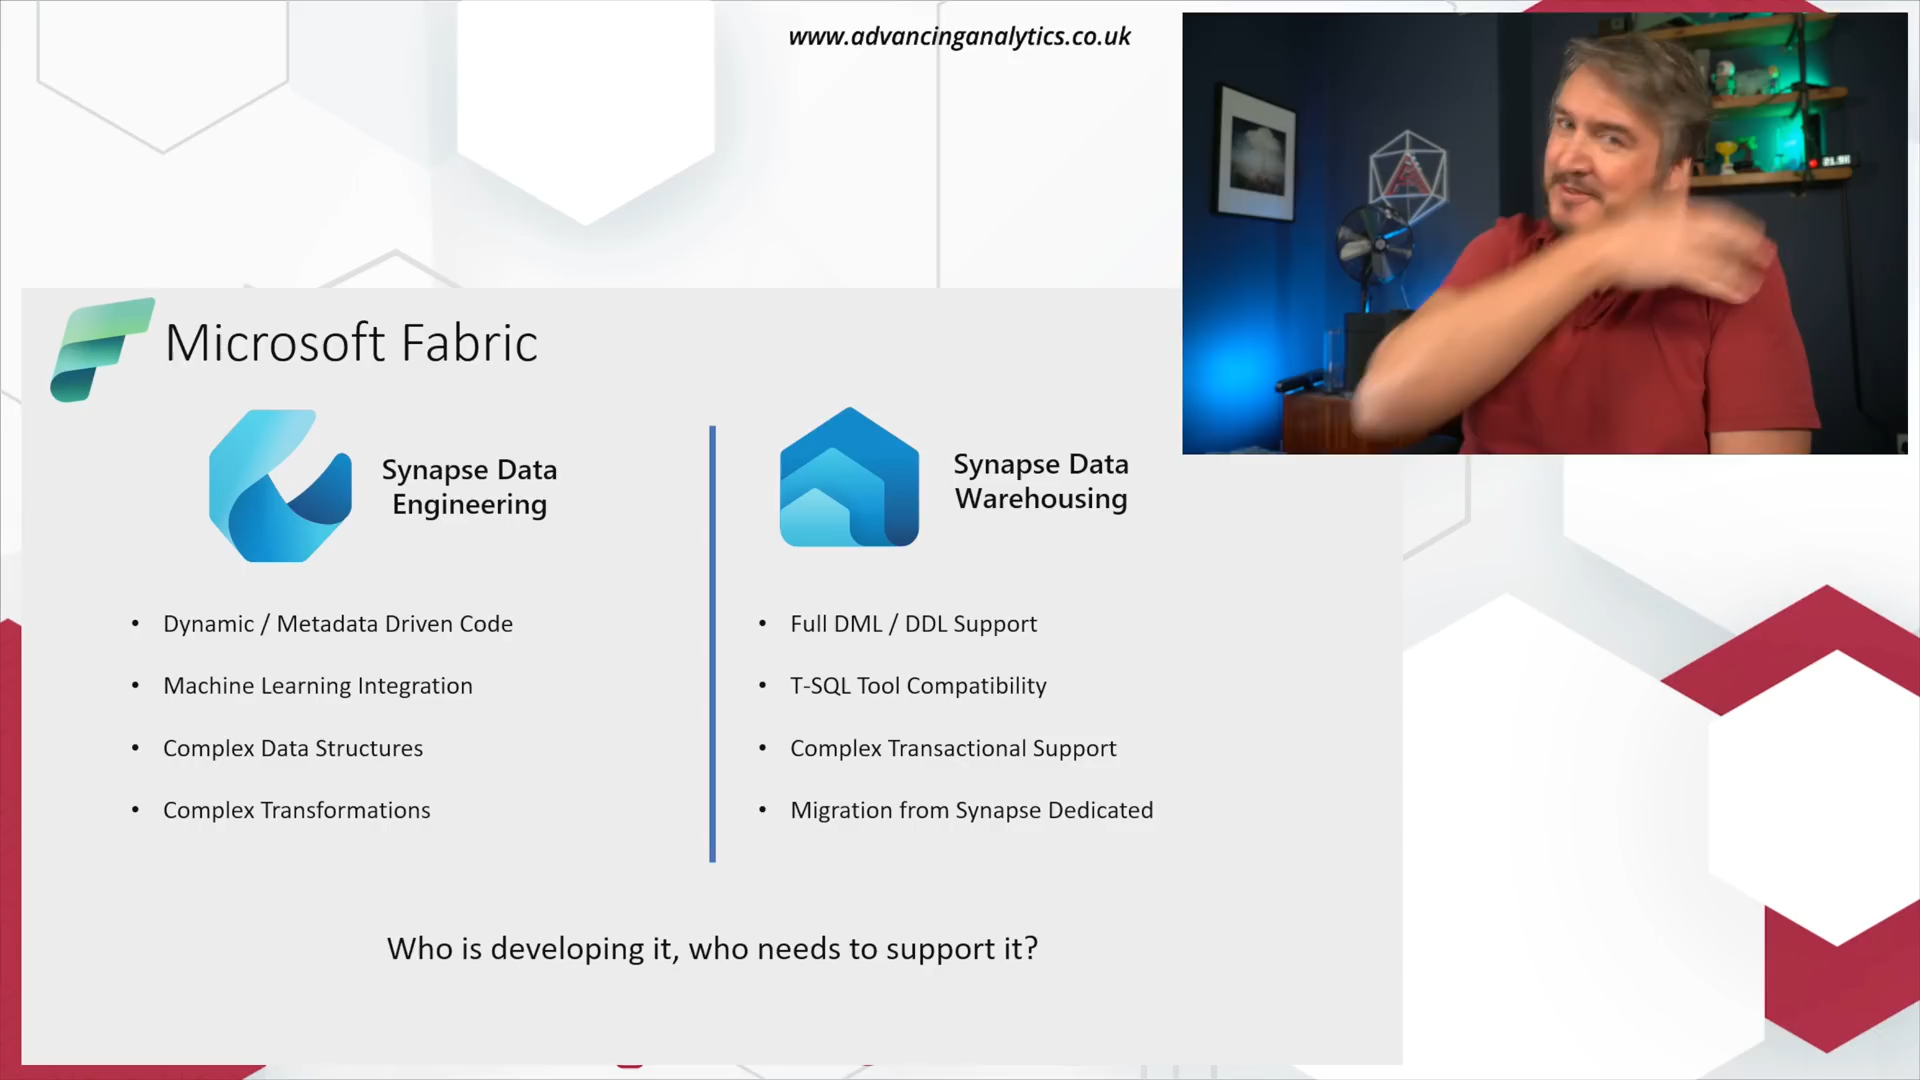 www.advancinganalytics.co.uk
Microsoft Fabric
Synapse Data
Engineering
• Dynamic / Metadata Driven Code
• Machine Learning Integration
• Complex Data Structures
• Complex Transformations
Synapse Data
Warehousing
• Full DML / DDL Support
• T-SQL Tool Compatibility
• Complex Transactional Support
• Migration from Synapse Dedicated
Who is developing it, who needs to support it?